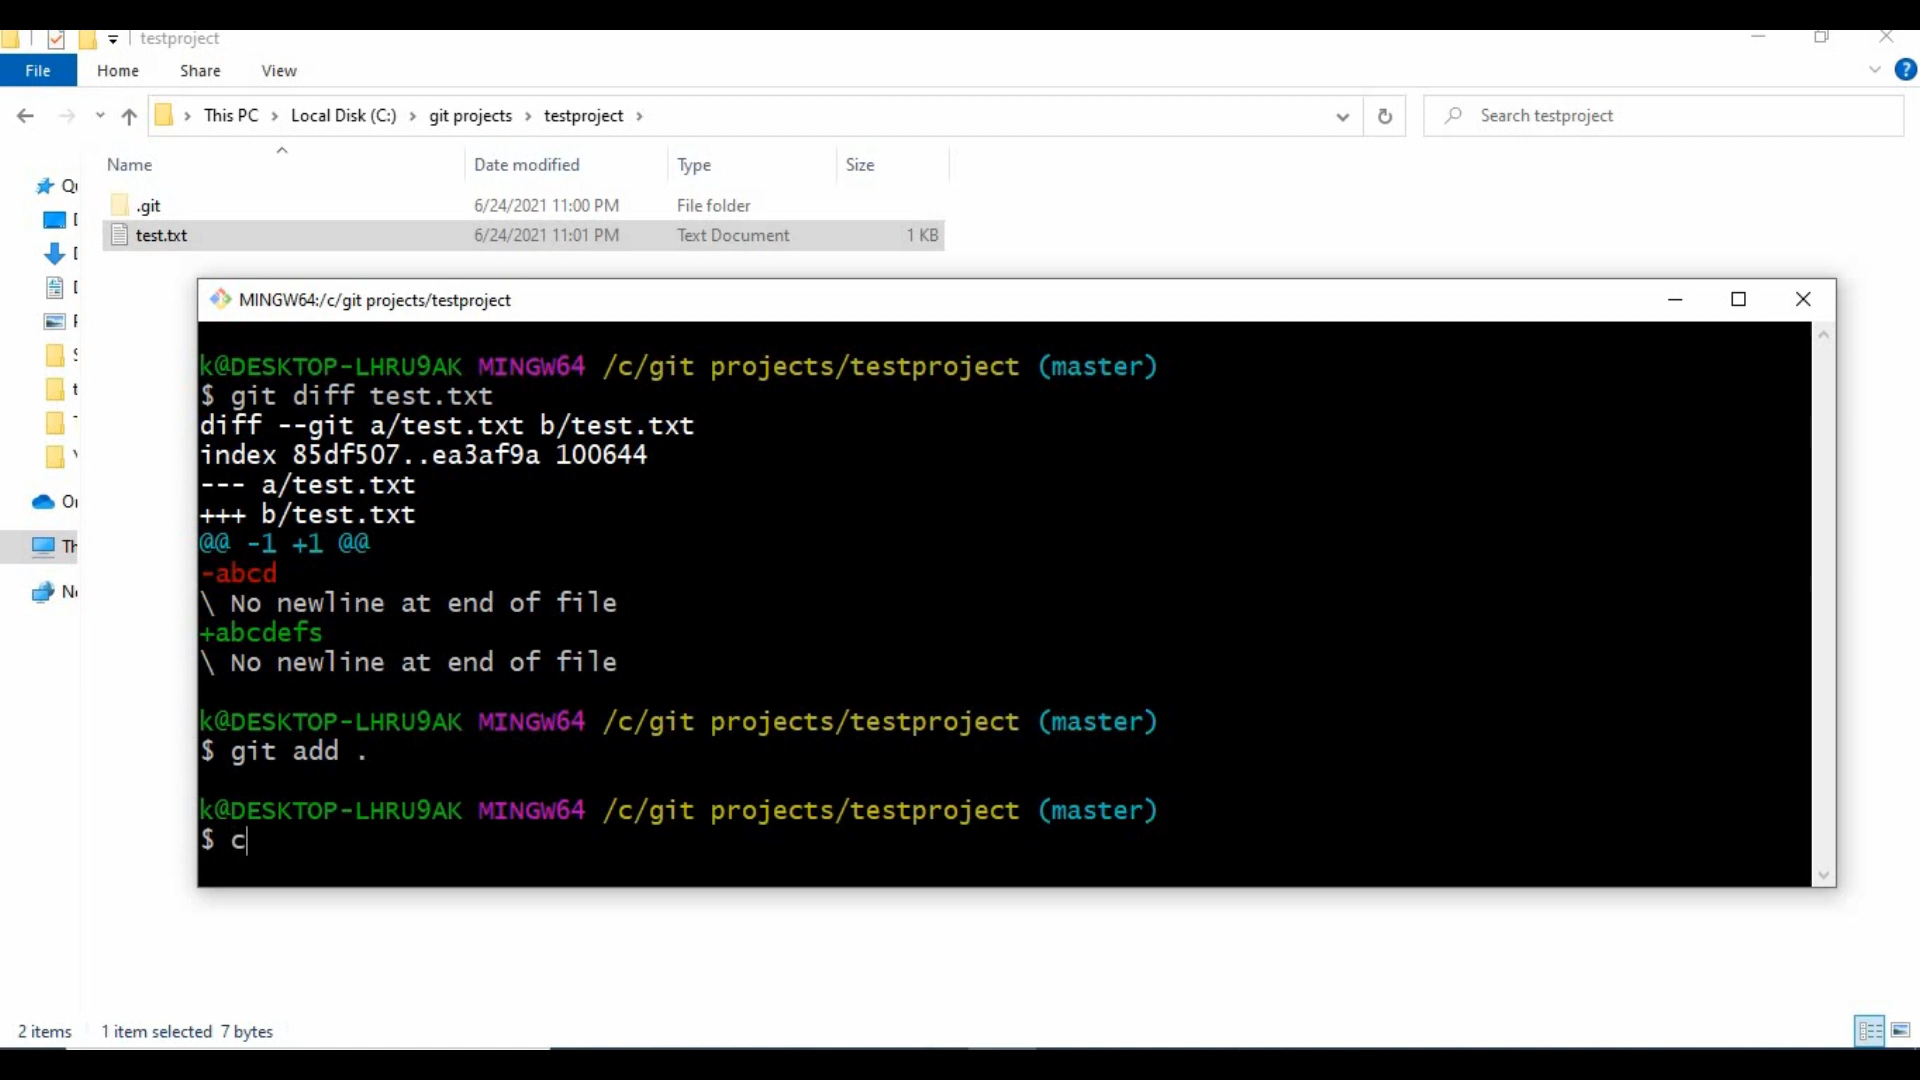 testproject
File Home Share View
This PC > Local Disk (C:) > git projects > testproject >
Search testproject
Name Date modified Type Size
.git 6/24/2021 11:00 PM File folder
test.txt 6/24/2021 11:01 PM Text Document 1 KB
MINGW64:/c/git projects/testproject
k@DESKTOP-LHRU9AK MINGW64 /c/git projects/testproject (master)
$ git diff test.txt
diff --git a/test.txt b/test.txt
index 85df507..ea3af9a 100644
--- a/test.txt
+++ b/test.txt
@@ -1 +1 @@
-abcd
\ No newline at end of file
+abcdefs
\ No newline at end of file
k@DESKTOP-LHRU9AK MINGW64 /c/git projects/testproject (master)
$ git add .
k@DESKTOP-LHRU9AK MINGW64 /c/git projects/testproject (master)
$ c
2 items 1 item selected 7 bytes